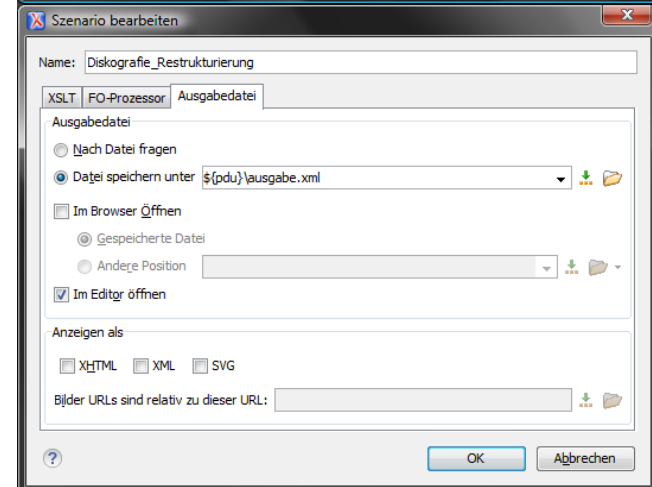 Szenario bearbeiten
Name: Diskografie_Restrukturierung
XSLT FO-Prozessor Ausgabedatei
Ausgabedatei
Nach Datei fragen
Datei speichern unter ${pdu}\ausgabe.xml
Im Browser Öffnen
Gespeicherte Datei
Andere Position
Im Editor öffnen
Anzeigen als
XHTML XML SVG
Bilder URLs sind relativ zu dieser URL:
? OK Abbrechen